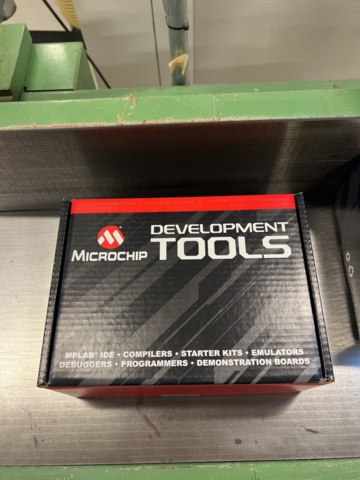 DEVELOPMENT
TOOLS
MICROCHIP
MPLAB® IDE • COMPILERS • STARTER KITS • EMULATORS
DEBUGGERS • PROGRAMMERS • DEMONSTRATION BOARDS